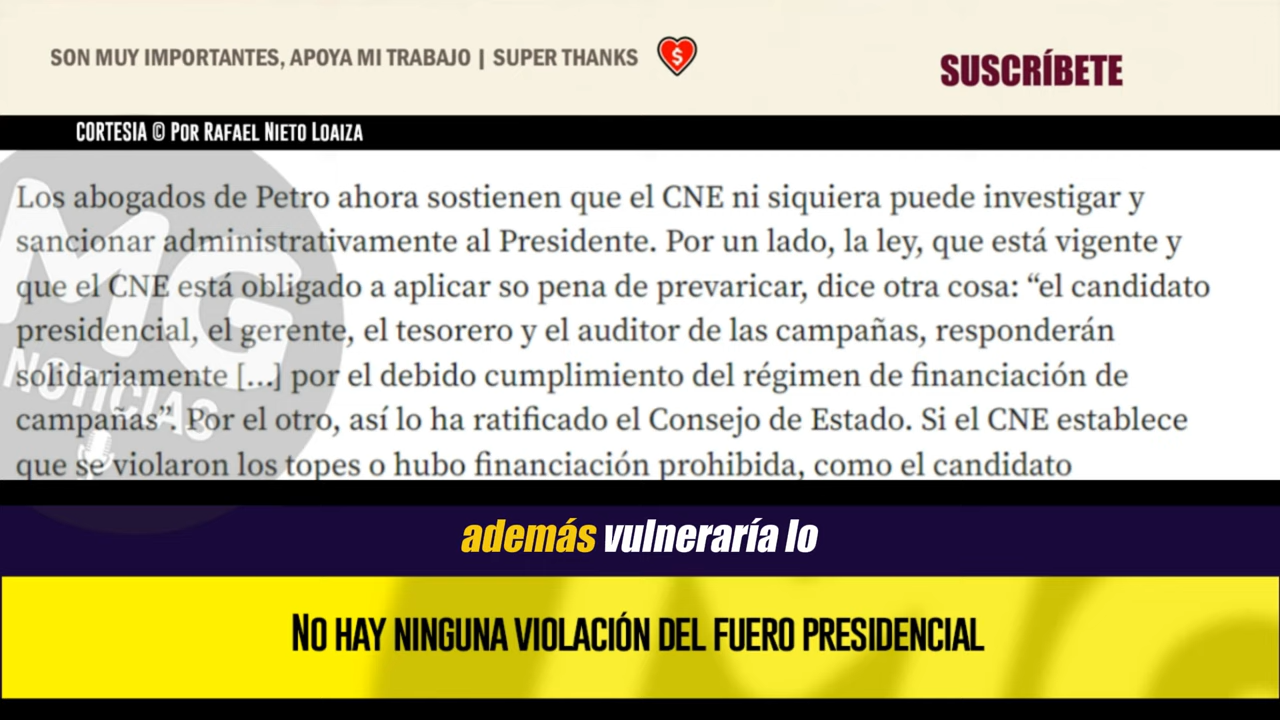 SON MUY IMPORTANTES, APOYA MI TRABAJO | SUPER THANKS $
SUSCRÍBETE
CORTESIA © POR RAFAEL NIETO LOAIZA
Los abogados de Petro ahora sostienen que el CNE ni siquiera puede investigar y
sancionar administrativamente al Presidente. Por un lado, la ley, que está vigente y
que el CNE está obligado a aplicar so pena de prevaricar, dice otra cosa: “el candidato
presidencial, el gerente, el tesorero y el auditor de las campañas, responderán
solidariamente [...] por el debido cumplimiento del régimen de financiación de
campañas”. Por el otro, así lo ha ratificado el Consejo de Estado. Si el CNE establece
que se violaron los topes o hubo financiación prohibida, como el candidato
MG
NOTICIAS
además vulneraría lo
NO HAY NINGUNA VIOLACIÓN DEL FUERO PRESIDENCIAL